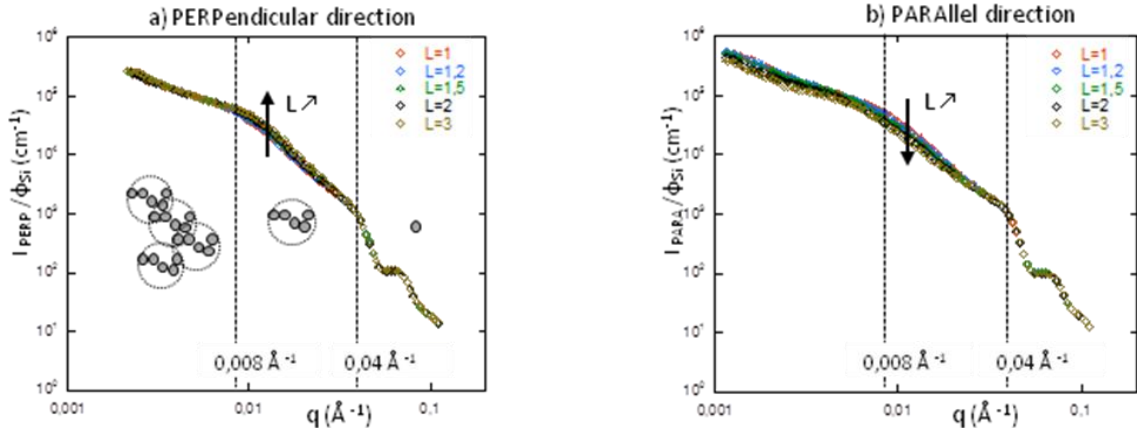 a) PERPendicular direction
10⁶
10⁵
10⁴
10³
10²
10¹
10⁰
I PERP / ϕSi (cm⁻¹)
L=1
L=1,2
L=1,5
L=2
L=3
L ↗
0,008 Å⁻¹
0,04 Å⁻¹
0,001
0,01
0,1
q (Å⁻¹)
b) PARAllel direction
10⁶
10⁵
10⁴
10³
10²
10¹
10⁰
I PARA / ϕSi (cm⁻¹)
L=1
L=1,2
L=1,5
L=2
L=3
L ↗
0,008 Å⁻¹
0,04 Å⁻¹
0,001
0,01
0,1
q (Å⁻¹)